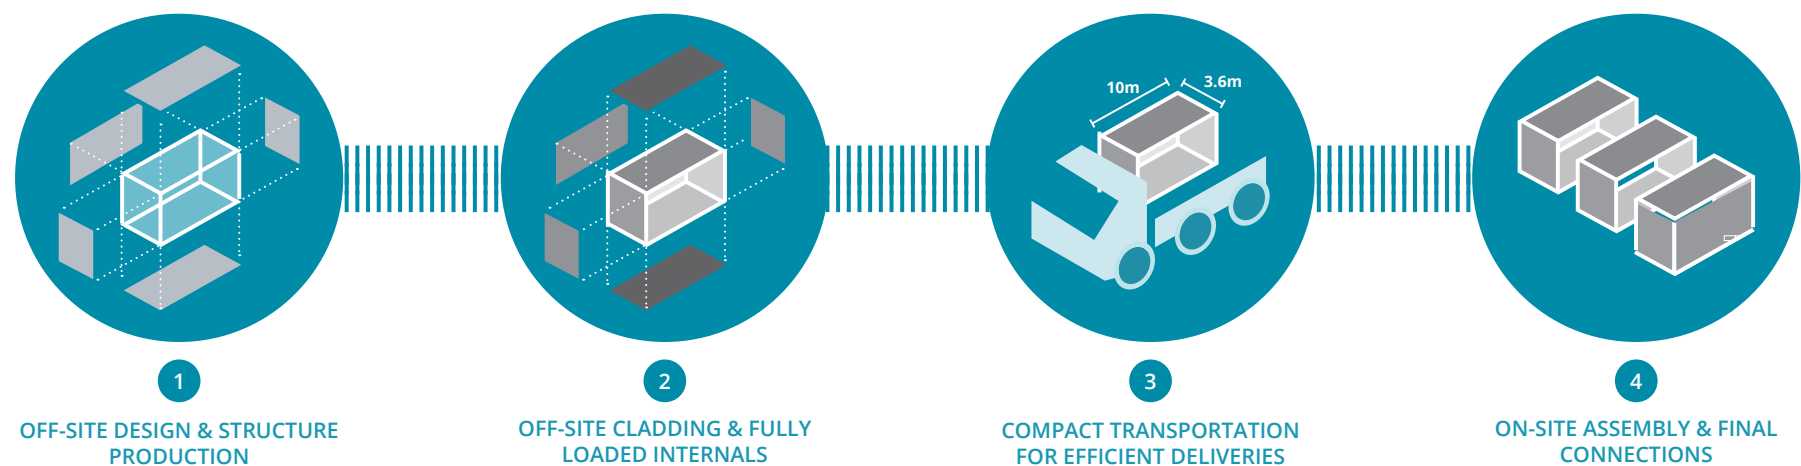 10m
3.6m
1
2
3
4
OFF-SITE DESIGN & STRUCTURE
PRODUCTION
OFF-SITE CLADDING & FULLY
LOADED INTERNALS
COMPACT TRANSPORTATION
FOR EFFICIENT DELIVERIES
ON-SITE ASSEMBLY & FINAL
CONNECTIONS